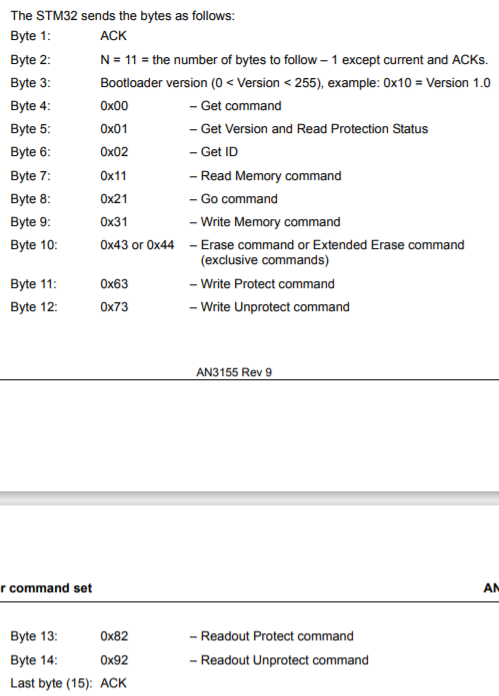 The STM32 sends the bytes as follows:
Byte 1: ACK
Byte 2: N = 11 = the number of bytes to follow – 1 except current and ACKs.
Byte 3: Bootloader version (0 < Version < 255), example: 0x10 = Version 1.0
Byte 4: 0x00 – Get command
Byte 5: 0x01 – Get Version and Read Protection Status
Byte 6: 0x02 – Get ID
Byte 7: 0x11 – Read Memory command
Byte 8: 0x21 – Go command
Byte 9: 0x31 – Write Memory command
Byte 10: 0x43 or 0x44 – Erase command or Extended Erase command
(exclusive commands)
Byte 11: 0x63 – Write Protect command
Byte 12: 0x73 – Write Unprotect command
AN3155 Rev 9
r command set AN
Byte 13: 0x82 – Readout Protect command
Byte 14: 0x92 – Readout Unprotect command
Last byte (15): ACK